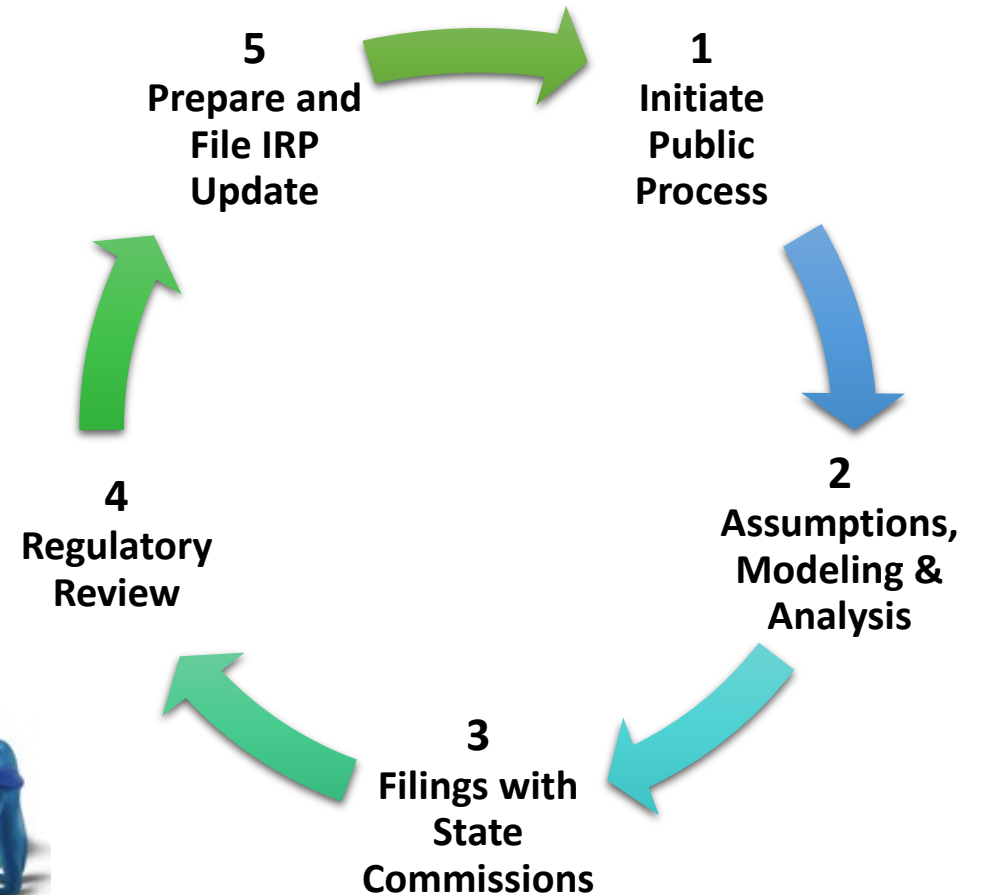 1
Initiate
Public
Process
2
Assumptions,
Modeling &
Analysis
3
Filings with
State
Commissions
4
Regulatory
Review
5
Prepare and
File IRP
Update